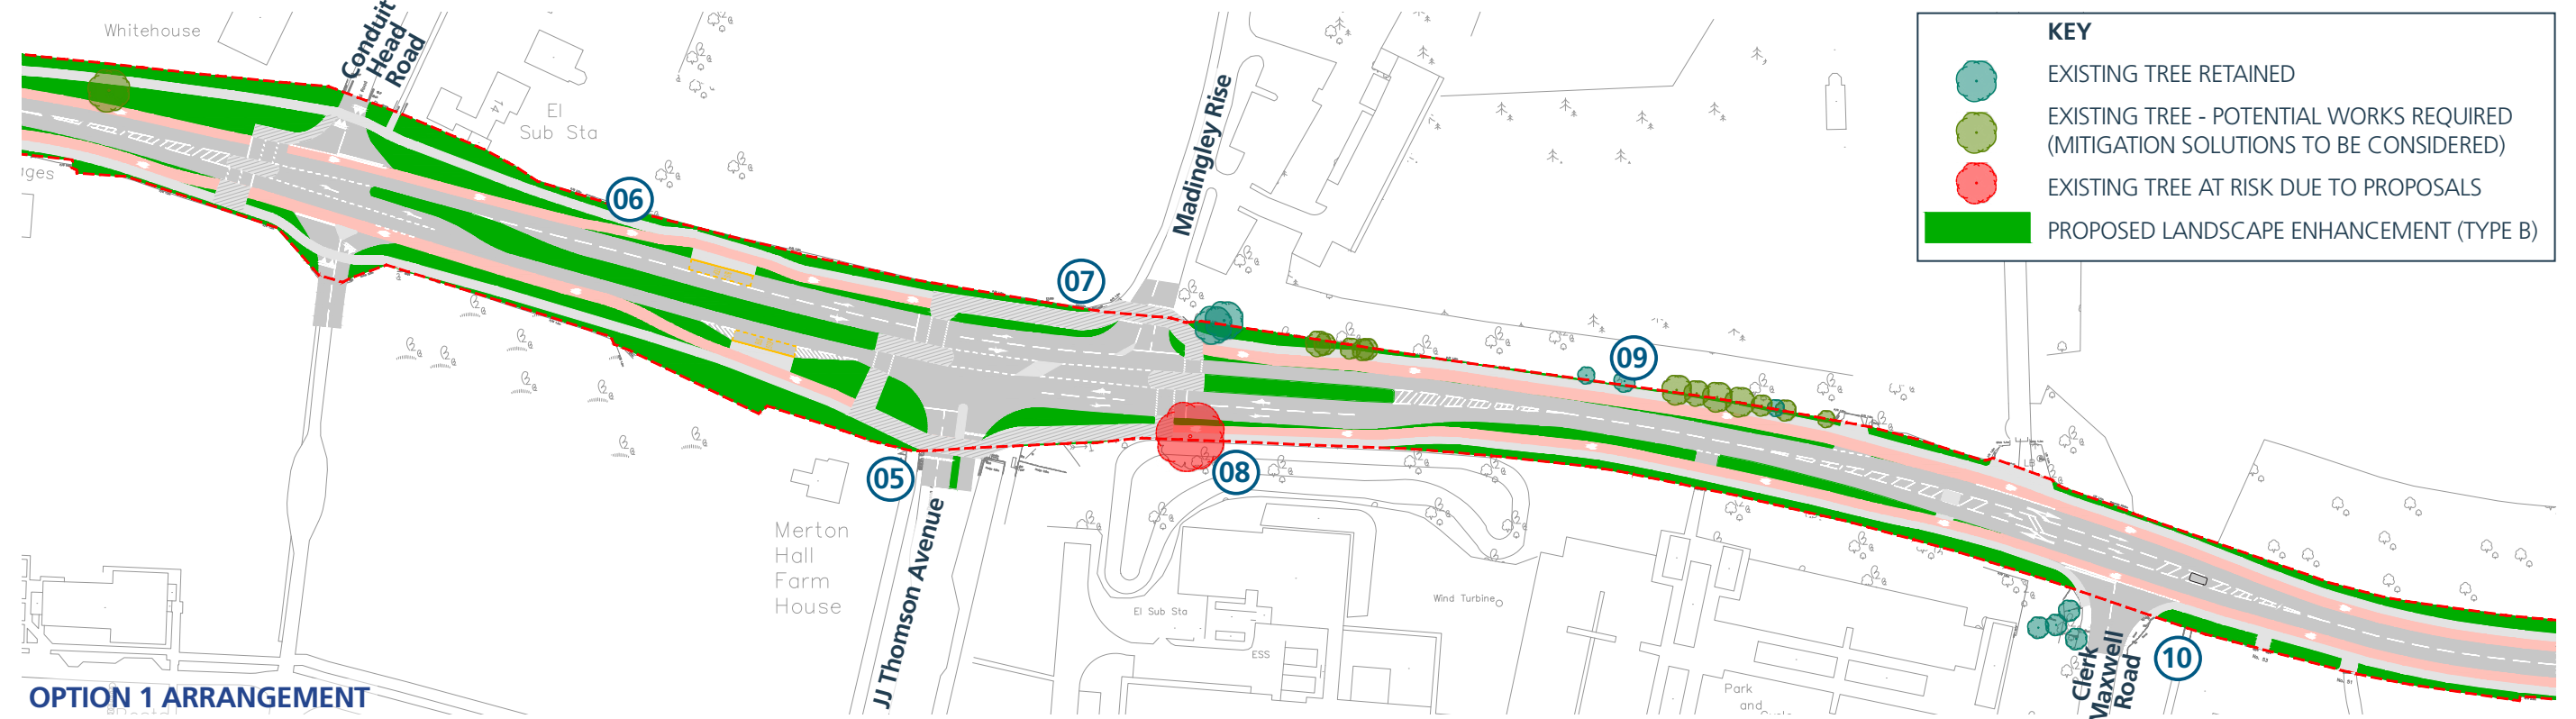 Whitehouse
Conduit
Head
Road
14
El
Sub Sta
Madingley Rise
KEY
EXISTING TREE RETAINED
EXISTING TREE - POTENTIAL WORKS REQUIRED
(MITIGATION SOLUTIONS TO BE CONSIDERED)
EXISTING TREE AT RISK DUE TO PROPOSALS
PROPOSED LANDSCAPE ENHANCEMENT (TYPE B)
06
07
09
05
08
10
Merton
Hall
Farm
House
JJ Thomson Avenue
El Sub Sta
ESS
Wind Turbine
LB
Park
and
Clerk
Maxwell
Road
OPTION 1 ARRANGEMENT